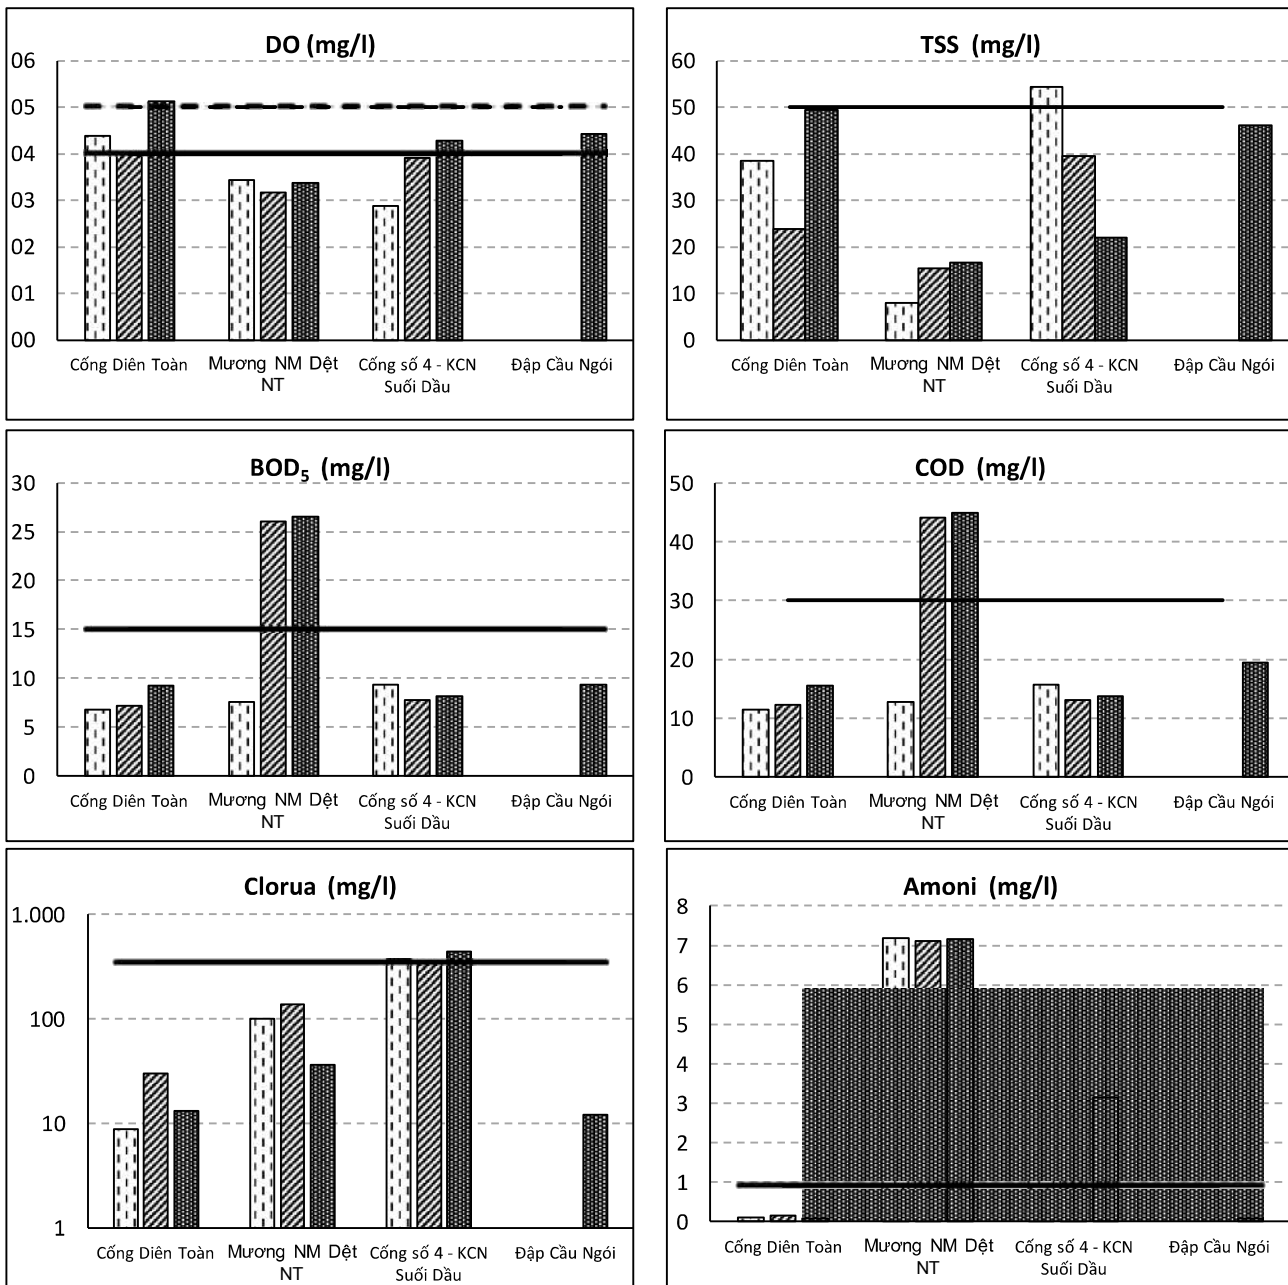 DO (mg/l)
06
05
04
03
02
01
00
Cống Diên Toàn
Mương NM Dệt
NT
Cống số 4 - KCN
Suối Dầu
Đập Cầu Ngói
TSS (mg/l)
60
50
40
30
20
10
0
Cống Diên Toàn
Mương NM Dệt
NT
Cống số 4 - KCN
Suối Dầu
Đập Cầu Ngói
BOD₅ (mg/l)
30
25
20
15
10
5
0
Cống Diên Toàn
Mương NM Dệt
NT
Cống số 4 - KCN
Suối Dầu
Đập Cầu Ngói
COD (mg/l)
50
40
30
20
10
0
Cống Diên Toàn
Mương NM Dệt
NT
Cống số 4 - KCN
Suối Dầu
Đập Cầu Ngói
Clorua (mg/l)
1.000
100
10
1
Cống Diên Toàn
Mương NM Dệt
NT
Cống số 4 - KCN
Suối Dầu
Đập Cầu Ngói
Amoni (mg/l)
8
7
6
5
4
3
2
1
0
Cống Diên Toàn
Mương NM Dệt
NT
Cống số 4 - KCN
Suối Dầu
Đập Cầu Ngói